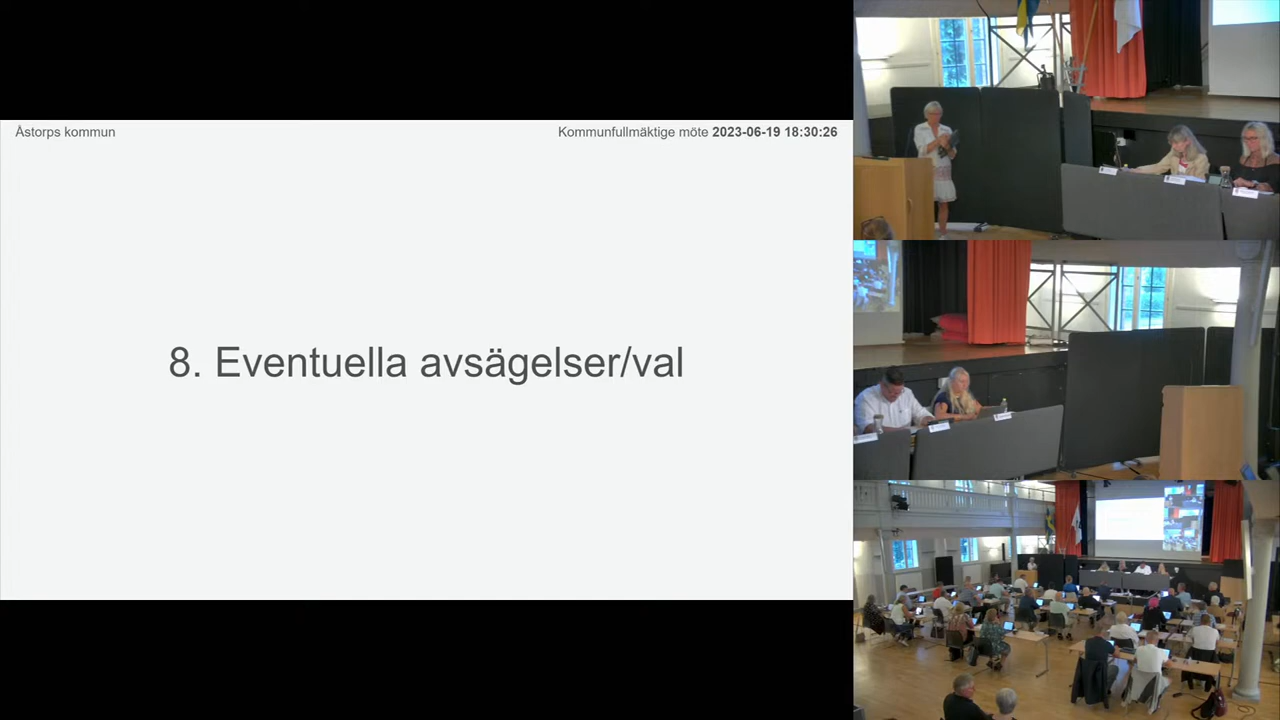 Åstorps kommun
Kommunfullmäktige möte 2023-06-19 18:30:26
8. Eventuella avsägelser/val